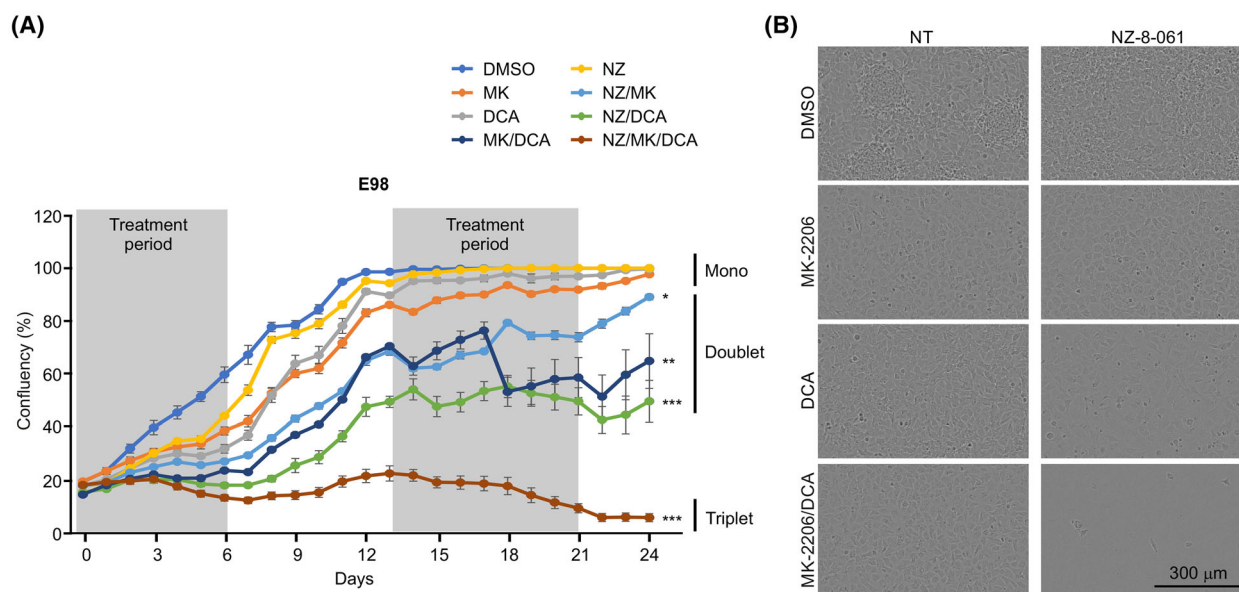 (A)
DMSO
MK
DCA
MK/DCA
NZ
NZ/MK
NZ/DCA
NZ/MK/DCA
E98
Treatment
period
Treatment
period
Confluency (%)
120
100
80
60
40
20
0
0 3 6 9 12 15 18 21 24
Days
Mono
*
Doublet
**
***
***
Triplet
(B)
NT NZ-8-061
DMSO
MK-2206
DCA
MK-2206/DCA
300 μm